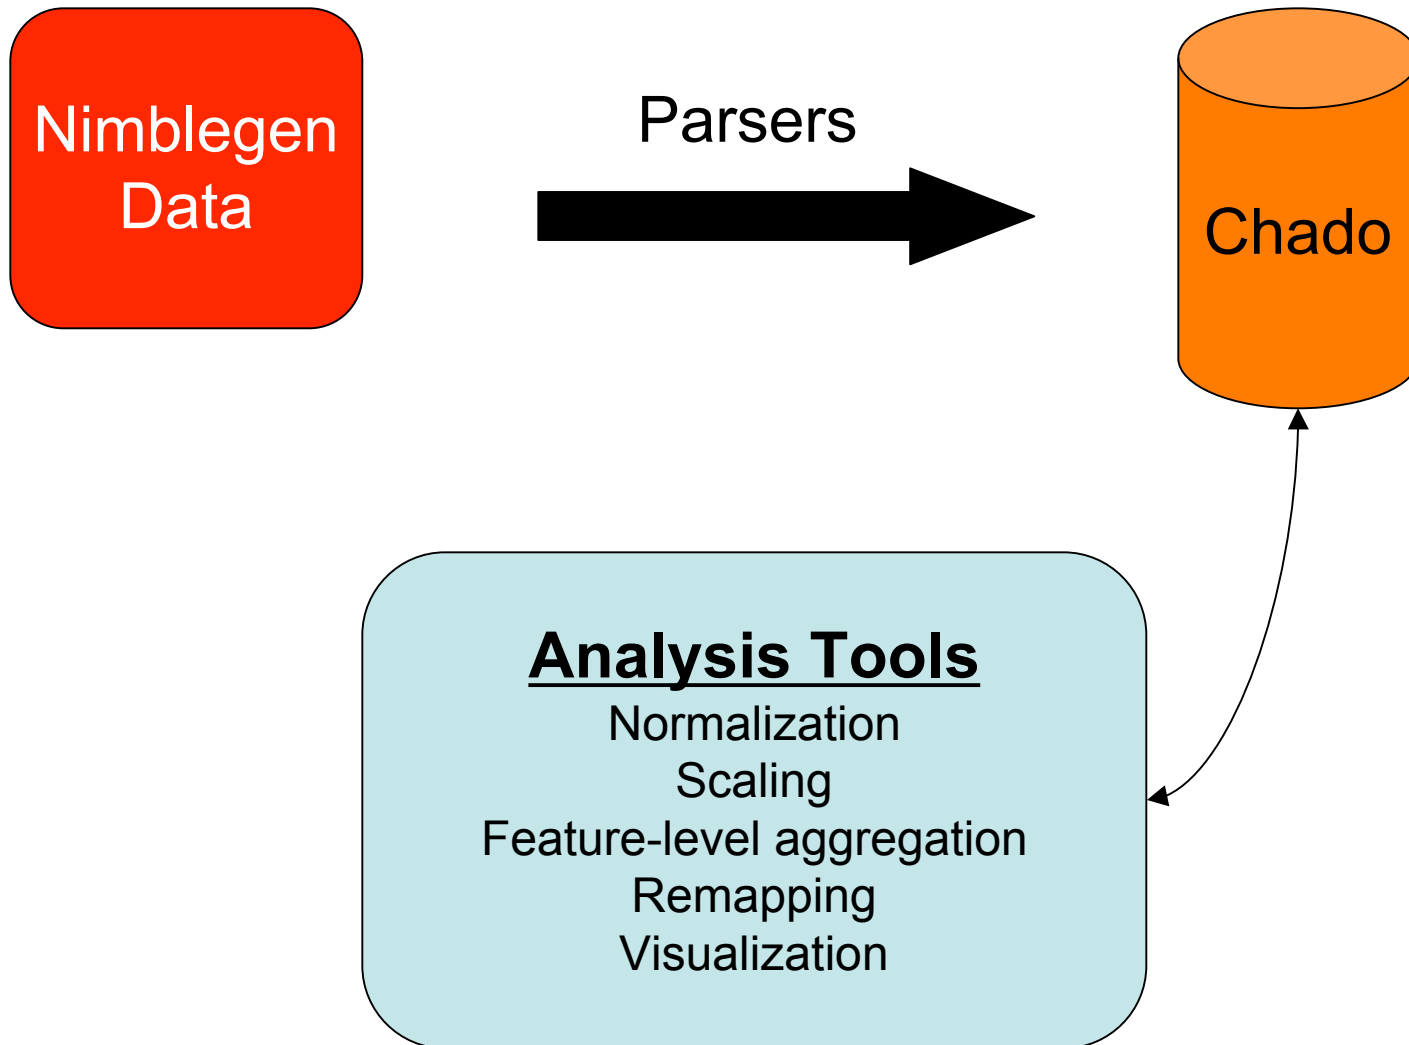 Nimblegen
Data
Parsers
Chado
Analysis Tools
Normalization
Scaling
Feature-level aggregation
Remapping
Visualization